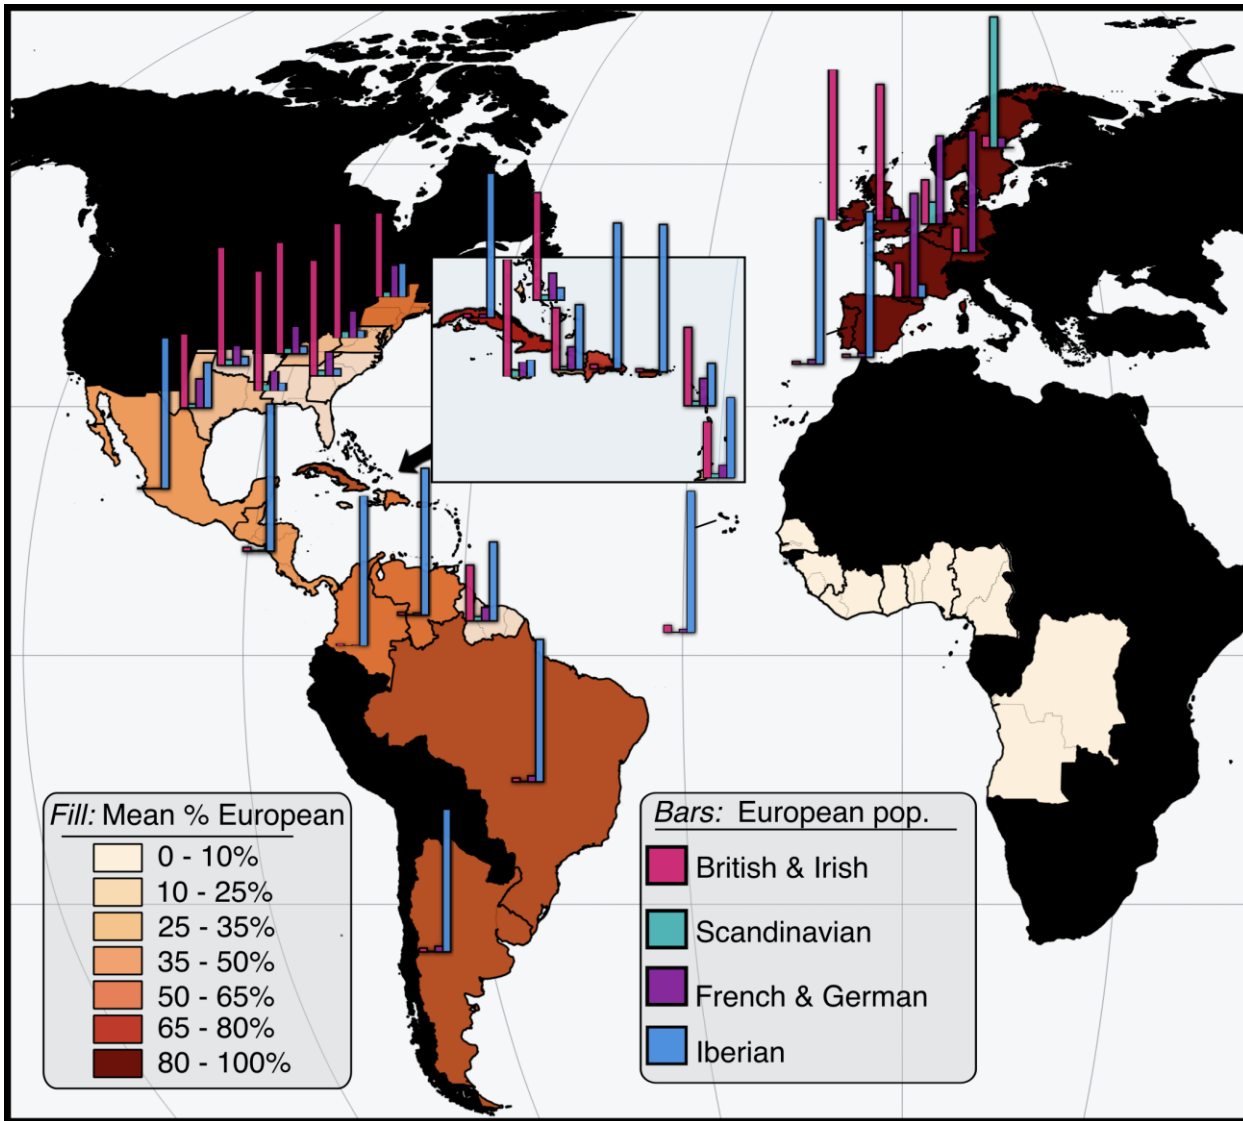 Fill: Mean % European
0 - 10%
10 - 25%
25 - 35%
35 - 50%
50 - 65%
65 - 80%
80 - 100%
Bars: European pop.
British & Irish
Scandinavian
French & German
Iberian